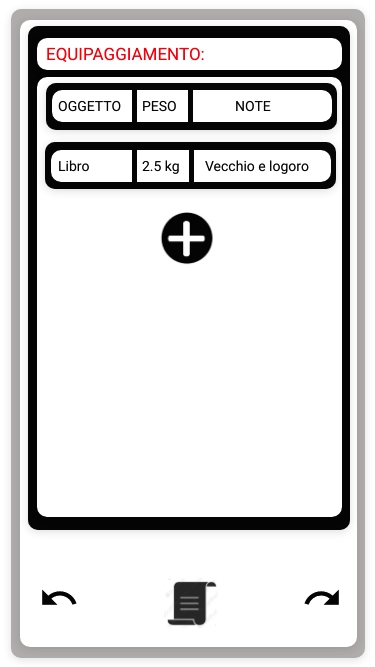 EQUIPAGGIAMENTO:
OGGETTO PESO NOTE
Libro 2.5 kg Vecchio e logoro